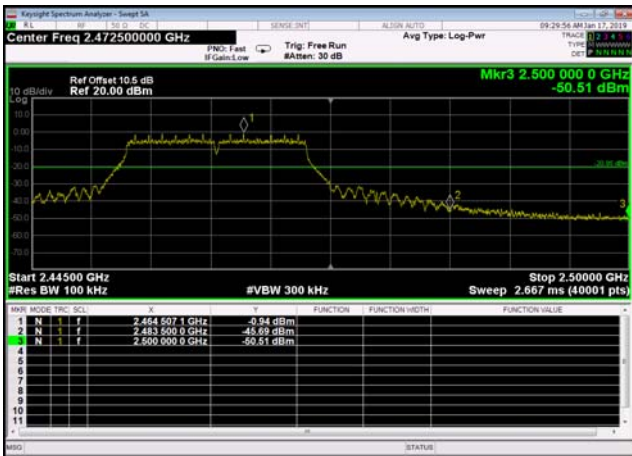 Keysight Spectrum Analyzer - Swept SA
RL RF 50 Ω DC SENSE:INT ALIGN AUTO 09:29:56 AM Jan 17, 2019
Center Freq 2.472500000 GHz Avg Type: Log-Pwr TRACE 1 2 3 4 5 6
PNO: Fast Trig: Free Run TYPE M WWWWW
IFGain:Low #Atten: 30 dB DET P NNNNN
Mkr3 2.500 000 0 GHz
Ref Offset 10.5 dB
10 dB/div Ref 20.00 dBm -50.51 dBm
Log
10.0
1
0.00
-10.0
-20.0
-30.0
-40.0
2
3
-50.0
-60.0
-70.0
Start 2.44500 GHz Stop 2.50000 GHz
#Res BW 100 kHz #VBW 300 kHz Sweep 2.667 ms (40001 pts)
MKR MODE TRC SCL X Y FUNCTION FUNCTION WIDTH FUNCTION VALUE
1 N 1 f 2.464 507 1 GHz -0.94 dBm
2 N 1 f 2.483 500 0 GHz -45.69 dBm
3 N 1 f 2.500 000 0 GHz -50.51 dBm
4
5
6
7
8
9
10
11
MSG STATUS